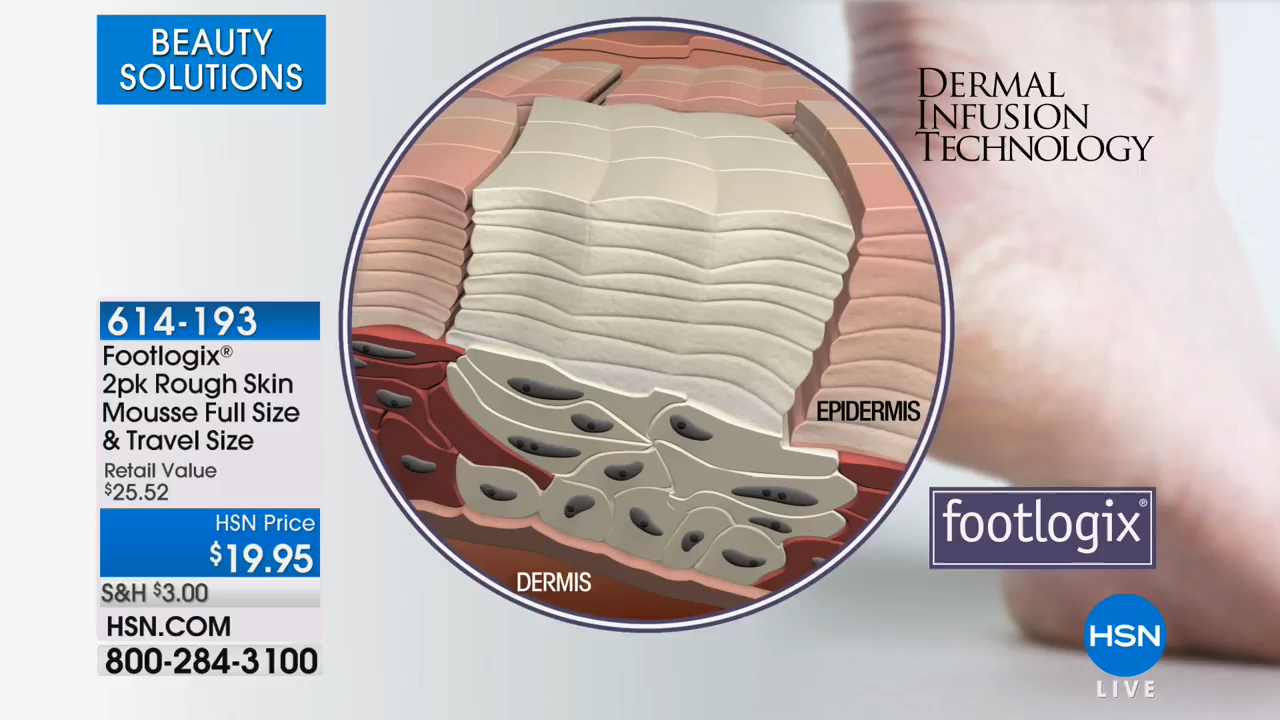 BEAUTY
SOLUTIONS
DERMAL
INFUSION
TECHNOLOGY
614-193
Footlogix®
2pk Rough Skin
Mousse Full Size
& Travel Size
Retail Value
$25.52
HSN Price
$19.95
S&H $3.00
HSN.COM
800-284-3100
EPIDERMIS
DERMIS
footlogix®
HSN
LIVE